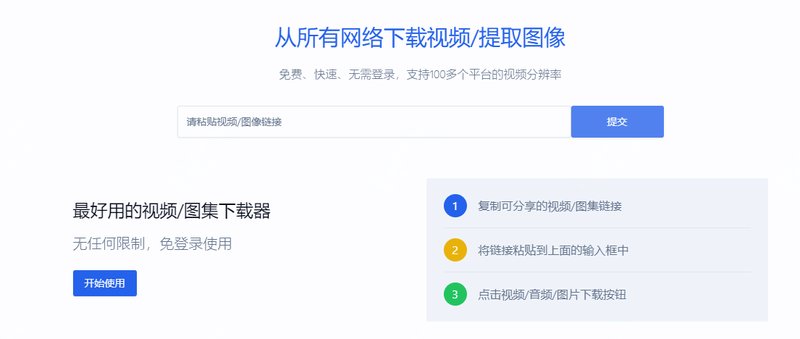 从所有网络下载视频/提取图像
免费、快速、无需登录，支持100多个平台的视频分辨率
请粘贴视频/图像链接
提交
最好用的视频/图集下载器
无任何限制，免登录使用
开始使用
1 复制可分享的视频/图集链接
2 将链接粘贴到上面的输入框中
3 点击视频/音频/图片下载按钮